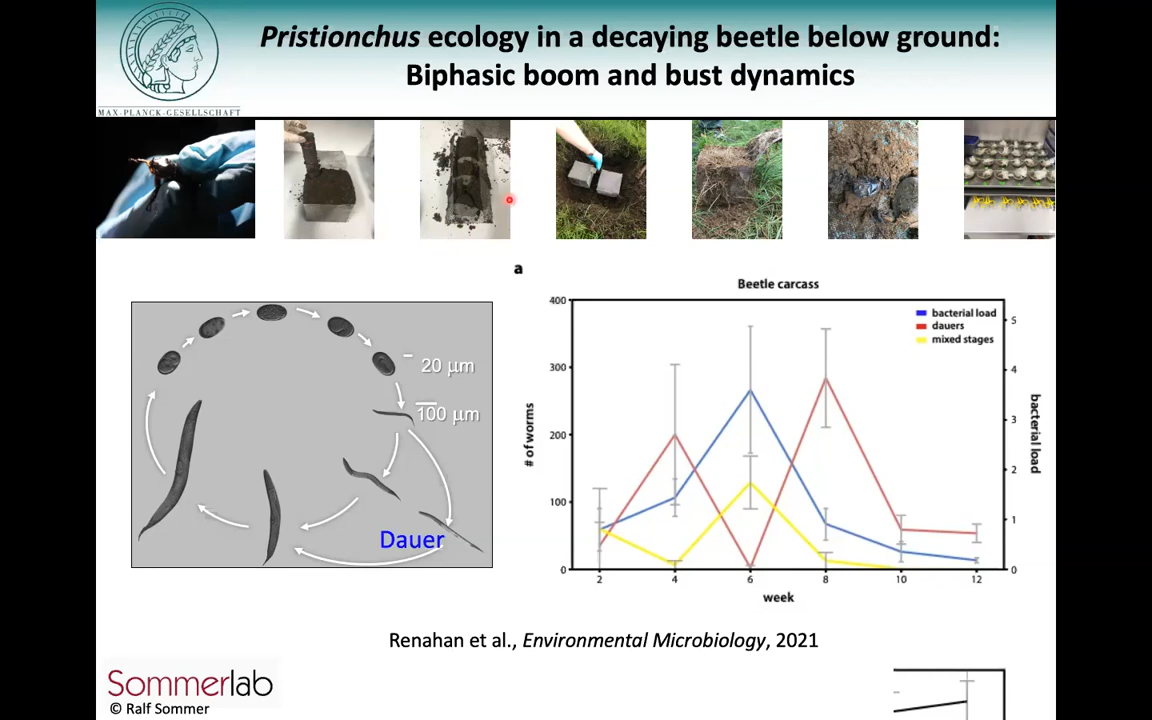 Pristionchus ecology in a decaying beetle below ground:
Biphasic boom and bust dynamics
MAX-PLANCK-GESELLSCHAFT
20 μm
100 μm
Dauer
a
Beetle carcass
bacterial load
dauers
mixed stages
400
300
200
100
0
# of worms
5
4
3
2
1
0
bacterial load
2 4 6 8 10 12
week
Renahan et al., Environmental Microbiology, 2021
Sommerlab
© Ralf Sommer